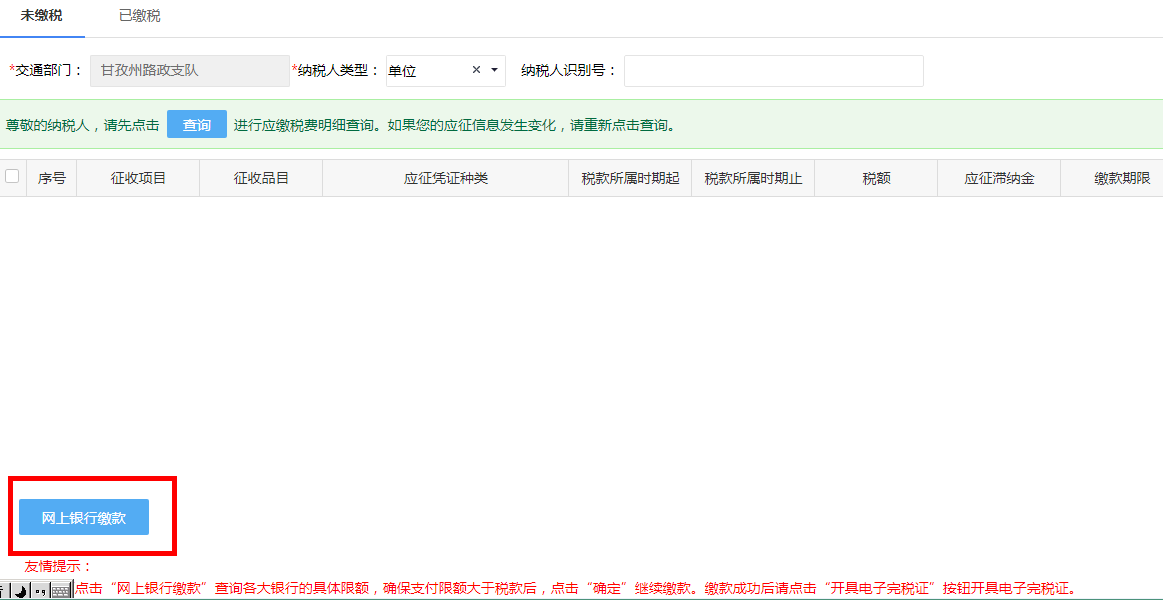 未缴税 已缴税
*交通部门： 甘孜州路政支队 *纳税人类型： 单位 × 纳税人识别号：
尊敬的纳税人，请先点击 查询 进行应缴税费明细查询。如果您的应征信息发生变化，请重新点击查询。
序号 征收项目 征收品目 应征凭证种类 税款所属时期起 税款所属时期止 税额 应征滞纳金 缴款期限
网上银行缴款
友情提示：
点击“网上银行缴款”查询各大银行的具体限额，确保支付限额大于税款后，点击“确定”继续缴款。缴款成功后请点击“开具电子完税证”按钮开具电子完税证。